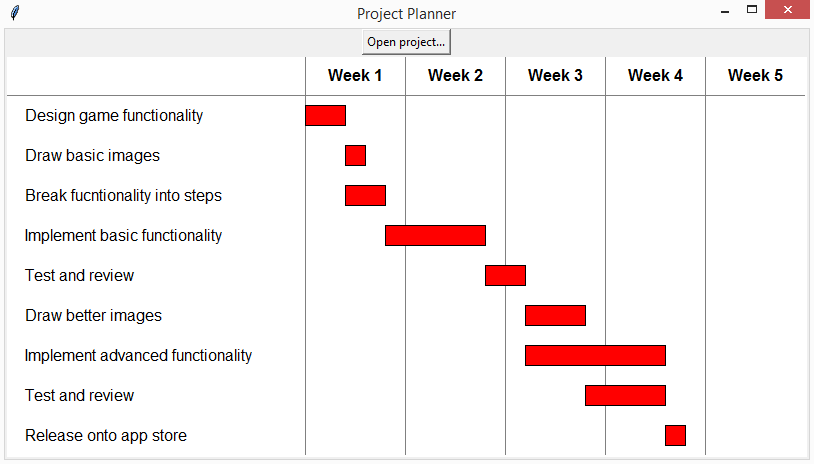 Project Planner
Open project...
Week 1 Week 2 Week 3 Week 4 Week 5
Design game functionality
Draw basic images
Break fucntionality into steps
Implement basic functionality
Test and review
Draw better images
Implement advanced functionality
Test and review
Release onto app store